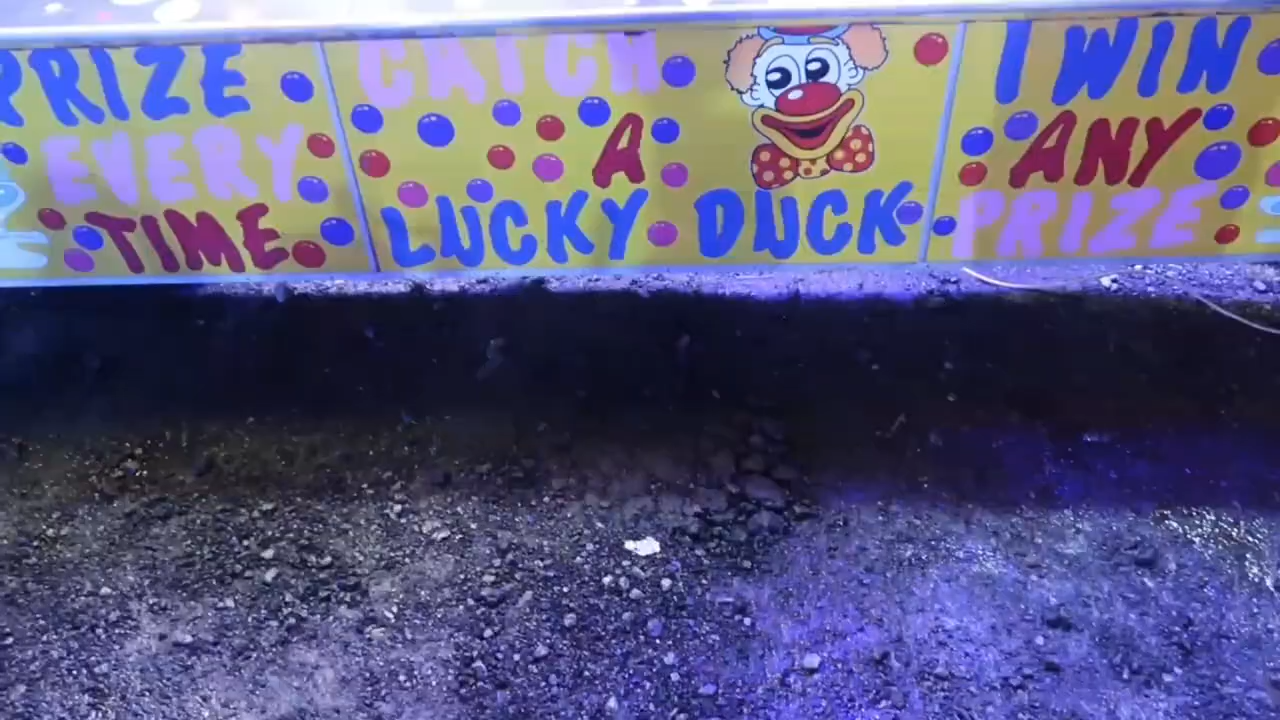 PRIZE
EVERY
TIME
CATCH
A
LUCKY DUCK
1 WIN
ANY
PRIZE